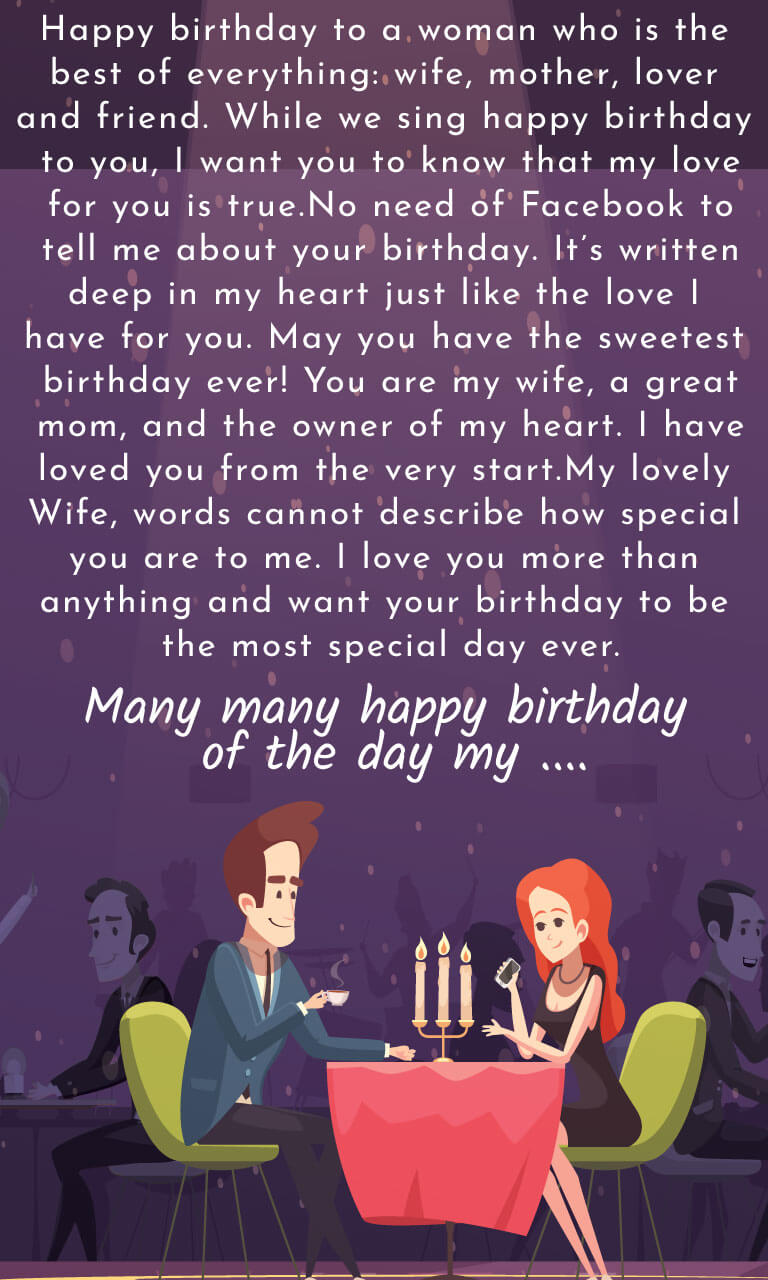 Happy birthday to a woman who is the
best of everything: wife, mother, lover
and friend. While we sing happy birthday
to you, I want you to know that my love
for you is true.No need of Facebook to
tell me about your birthday. It’s written
deep in my heart just like the love I
have for you. May you have the sweetest
birthday ever! You are my wife, a great
mom, and the owner of my heart. I have
loved you from the very start.My lovely
Wife, words cannot describe how special
you are to me. I love you more than
anything and want your birthday to be
the most special day ever.
Many many happy birthday
of the day my ....